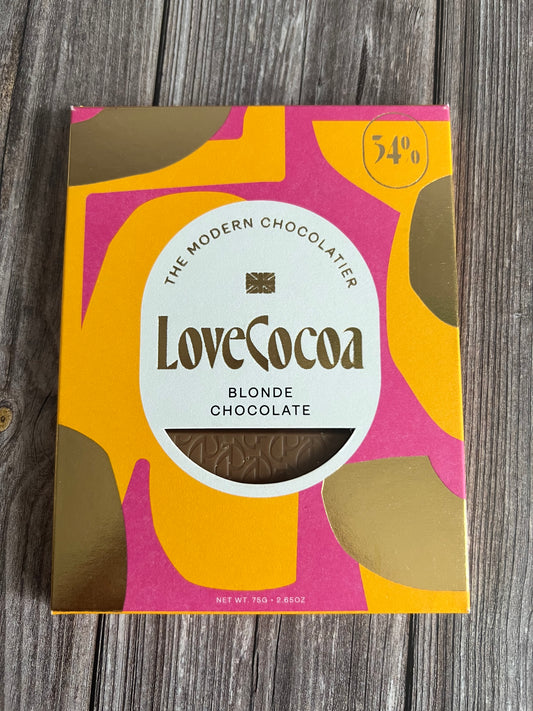 34%
THE MODERN CHOCOLATIER
LoveCocoa
BLONDE
CHOCOLATE
NET WT. 75G • 2.65OZ